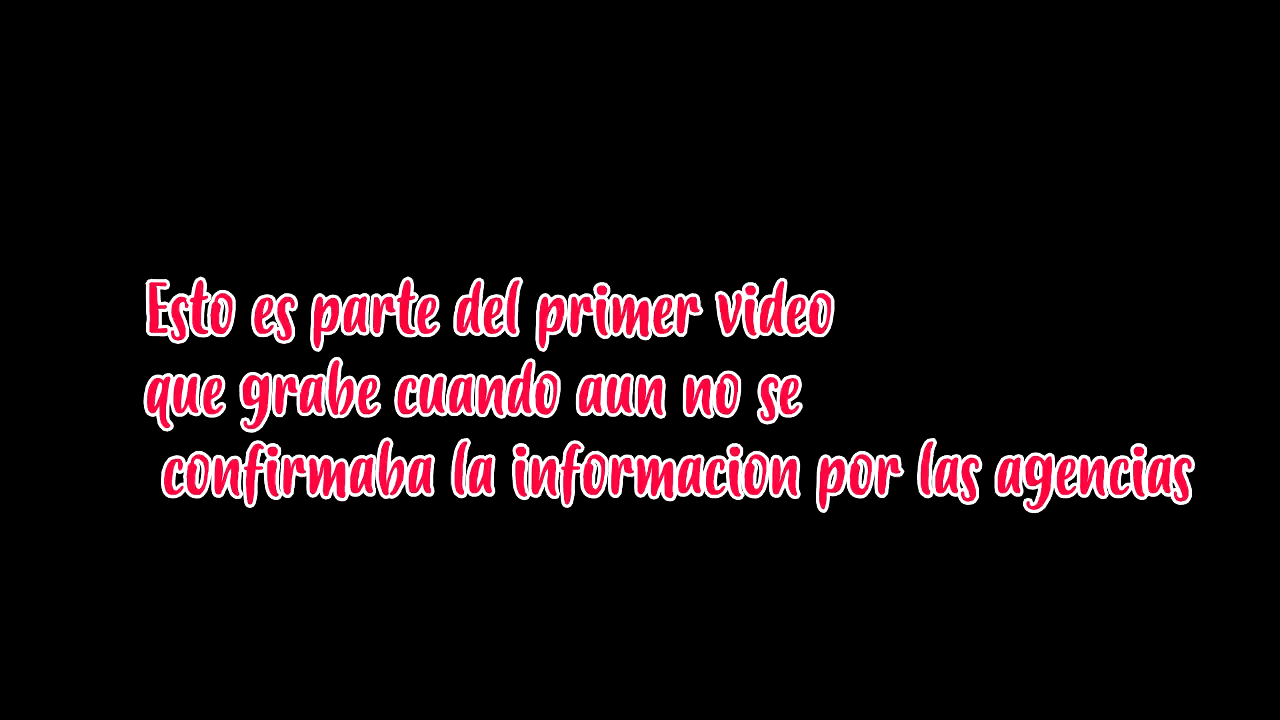 Esto es parte del primer video
que grabe cuando aun no se
confirmaba la informacion por las agencias